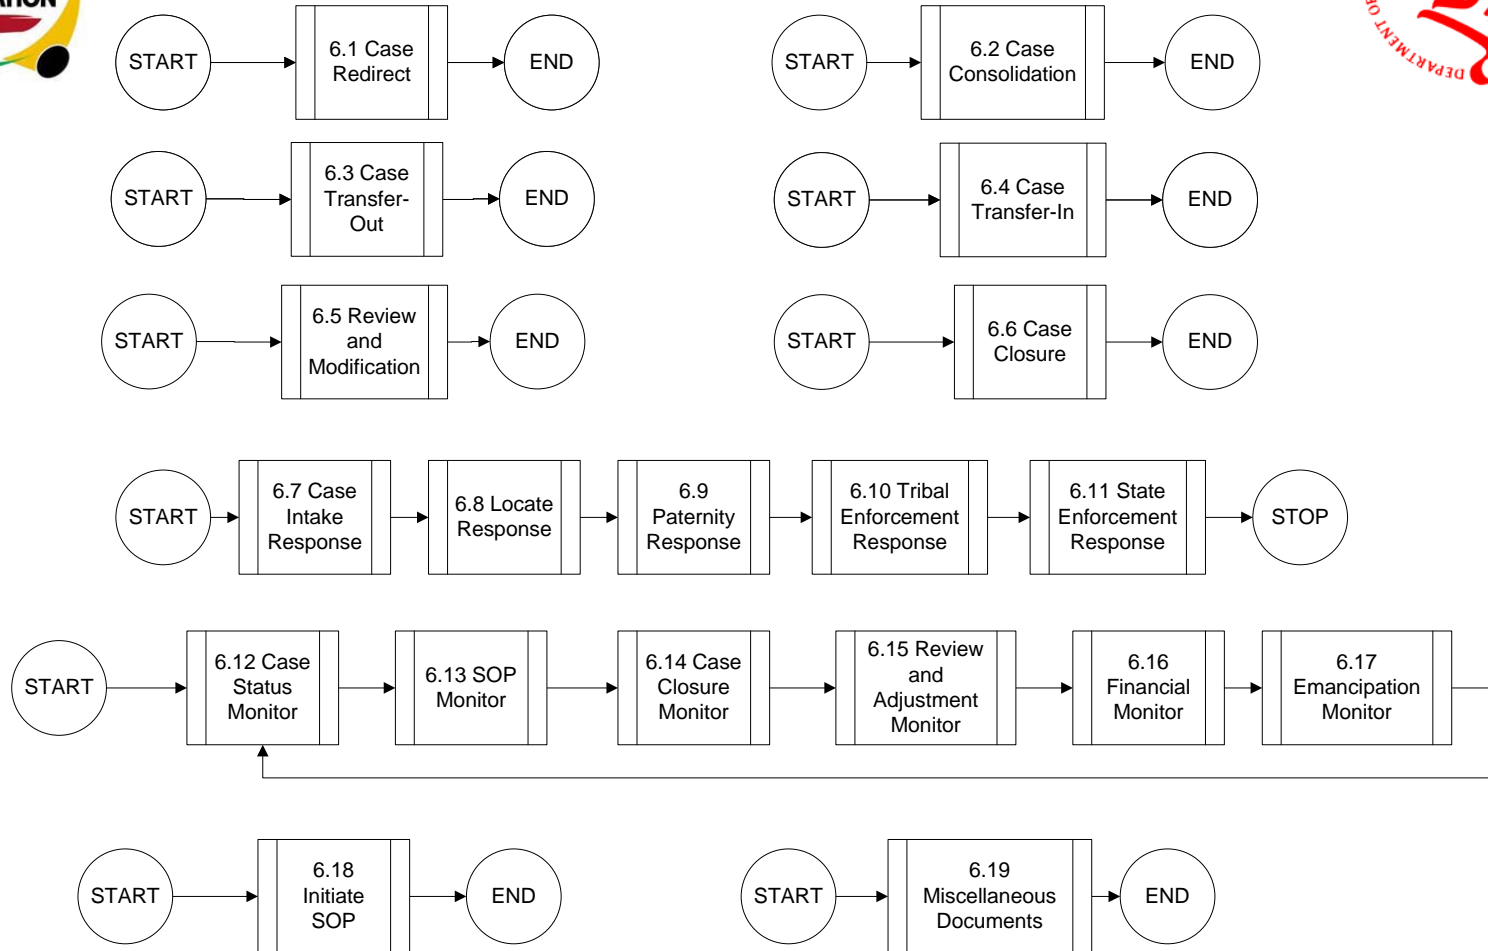 ATION
DEPARTMENT OF
START
6.1 Case
Redirect
END
START
6.2 Case
Consolidation
END
START
6.3 Case
Transfer-
Out
END
START
6.4 Case
Transfer-In
END
START
6.5 Review
and
Modification
END
START
6.6 Case
Closure
END
START
6.7 Case
Intake
Response
6.8 Locate
Response
6.9
Paternity
Response
6.10 Tribal
Enforcement
Response
6.11 State
Enforcement
Response
STOP
START
6.12 Case
Status
Monitor
6.13 SOP
Monitor
6.14 Case
Closure
Monitor
6.15 Review
and
Adjustment
Monitor
6.16
Financial
Monitor
6.17
Emancipation
Monitor
START
6.18
Initiate
SOP
END
START
6.19
Miscellaneous
Documents
END